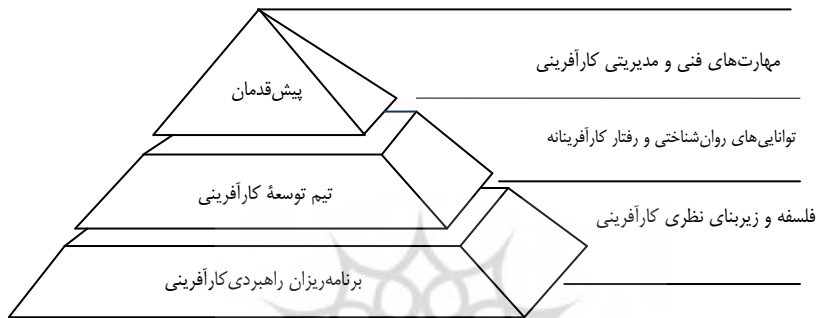 مهارت‌های فنی و مدیریتی کارآفرینی
پیش‌قدمان
توانایی‌های روان‌شناختی و رفتار کارآفرینانه
تیم توسعهٔ کارآفرینی
فلسفه و زیربنای نظری کارآفرینی
برنامه‌ریزان راهبردی کارآفرینی